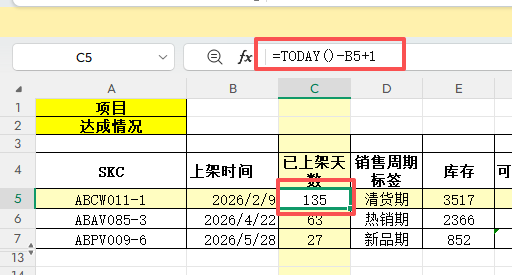 C5 fx =TODAY()-B5+1
A B C D E
1 项目
2 达成情况
3
4 SKC 上架时间 已上架天数 销售周期标签 库存 可
5 ABCW011-1 2026/2/9 135 清货期 3517
6 ABAV085-3 2026/4/22 63 热销期 2366
7 ABPV009-6 2026/5/28 27 新品期 852
13